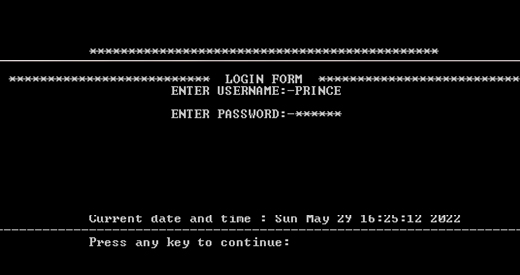 *********************************************
*************************** LOGIN FORM **************************
ENTER USERNAME:-PRINCE
ENTER PASSWORD:-******
Current date and time : Sun May 29 16:25:12 2022
Press any key to continue: